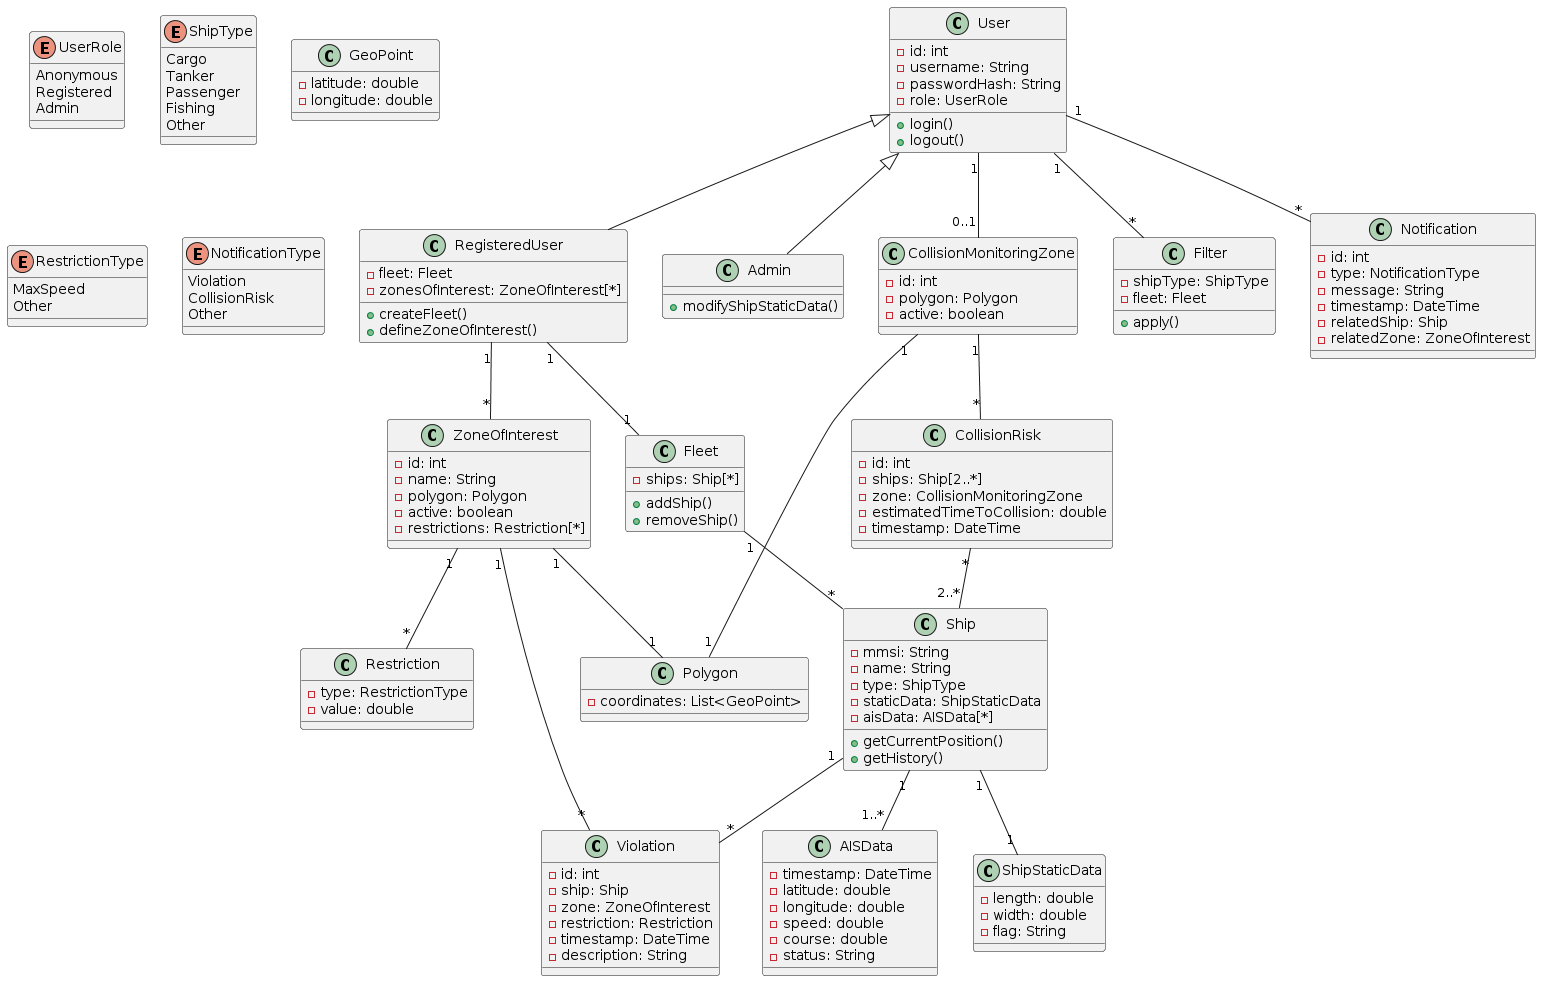 E UserRole
Anonymous
Registered
Admin
E ShipType
Cargo
Tanker
Passenger
Fishing
Other
C GeoPoint
latitude: double
longitude: double
C User
id: int
username: String
passwordHash: String
role: UserRole
login()
logout()
1
1
0..1
1
*
1
*
E RestrictionType
MaxSpeed
Other
E NotificationType
Violation
CollisionRisk
Other
C RegisteredUser
fleet: Fleet
zonesOfInterest: ZoneOfInterest[*]
createFleet()
defineZoneOfInterest()
C Admin
modifyShipStaticData()
C CollisionMonitoringZone
id: int
polygon: Polygon
active: boolean
C Filter
shipType: ShipType
fleet: Fleet
apply()
C Notification
id: int
type: NotificationType
message: String
timestamp: DateTime
relatedShip: Ship
relatedZone: ZoneOfInterest
1
*
1
1
1
1
1
*
C ZoneOfInterest
id: int
name: String
polygon: Polygon
active: boolean
restrictions: Restriction[*]
C Fleet
ships: Ship[*]
addShip()
removeShip()
C CollisionRisk
id: int
ships: Ship[2..*]
zone: CollisionMonitoringZone
estimatedTimeToCollision: double
timestamp: DateTime
1
*
1
*
1
1
1
*
*
2..*
C Restriction
type: RestrictionType
value: double
C Polygon
coordinates: List<GeoPoint>
C Ship
mmsi: String
name: String
type: ShipType
staticData: ShipStaticData
aisData: AISData[*]
getCurrentPosition()
getHistory()
1
*
1
1..*
1
1
C Violation
id: int
ship: Ship
zone: ZoneOfInterest
restriction: Restriction
timestamp: DateTime
description: String
C AISData
timestamp: DateTime
latitude: double
longitude: double
speed: double
course: double
status: String
C ShipStaticData
length: double
width: double
flag: String